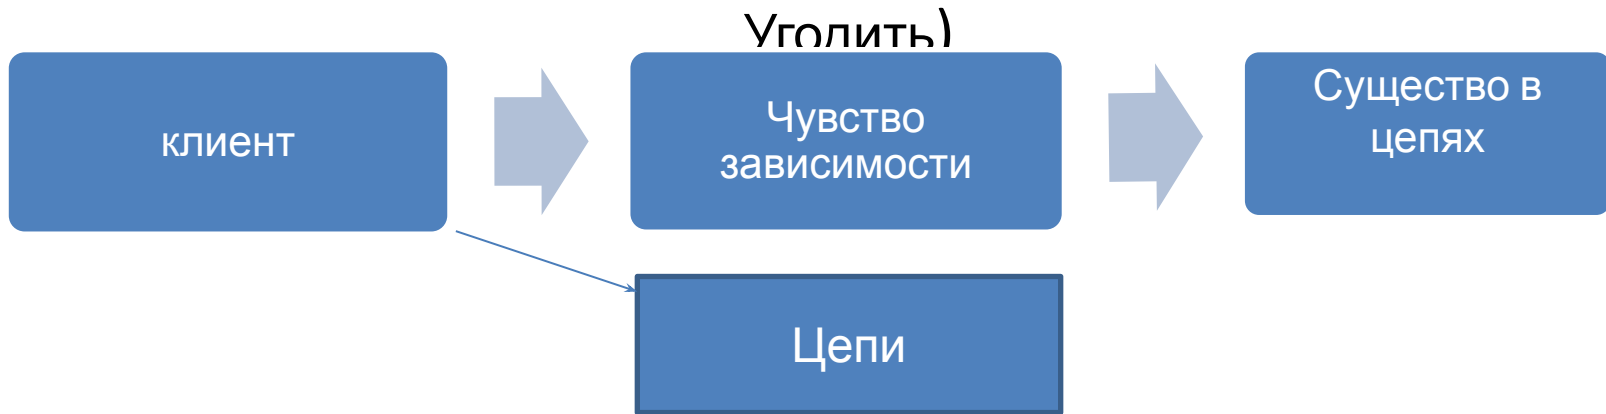 Угодить)
клиент
Чувство
зависимости
Существо в
цепях
Цепи